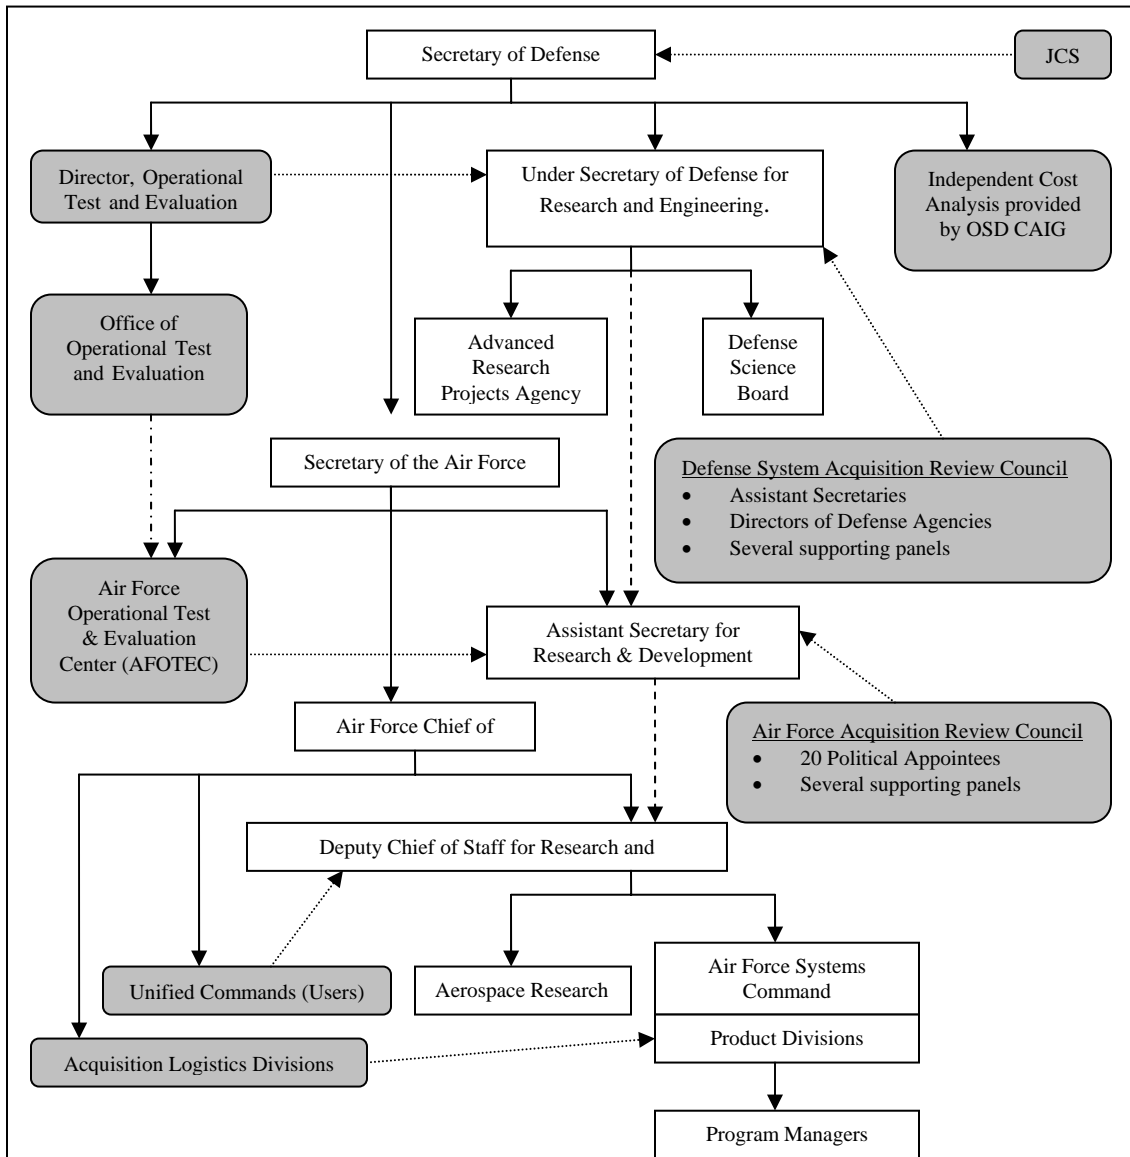 Secretary of Defense
JCS
Director, Operational
Test and Evaluation
Under Secretary of Defense for
Research and Engineering.
Independent Cost
Analysis provided
by OSD CAIG
Office of
Operational Test
and Evaluation
Advanced
Research
Projects Agency
Defense
Science
Board
Secretary of the Air Force
Defense System Acquisition Review Council
• Assistant Secretaries
• Directors of Defense Agencies
• Several supporting panels
Air Force
Operational Test
& Evaluation
Center (AFOTEC)
Assistant Secretary for
Research & Development
Air Force Chief of
Air Force Acquisition Review Council
• 20 Political Appointees
• Several supporting panels
Deputy Chief of Staff for Research and
Unified Commands (Users)
Aerospace Research
Air Force Systems
Command
Product Divisions
Acquisition Logistics Divisions
Program Managers